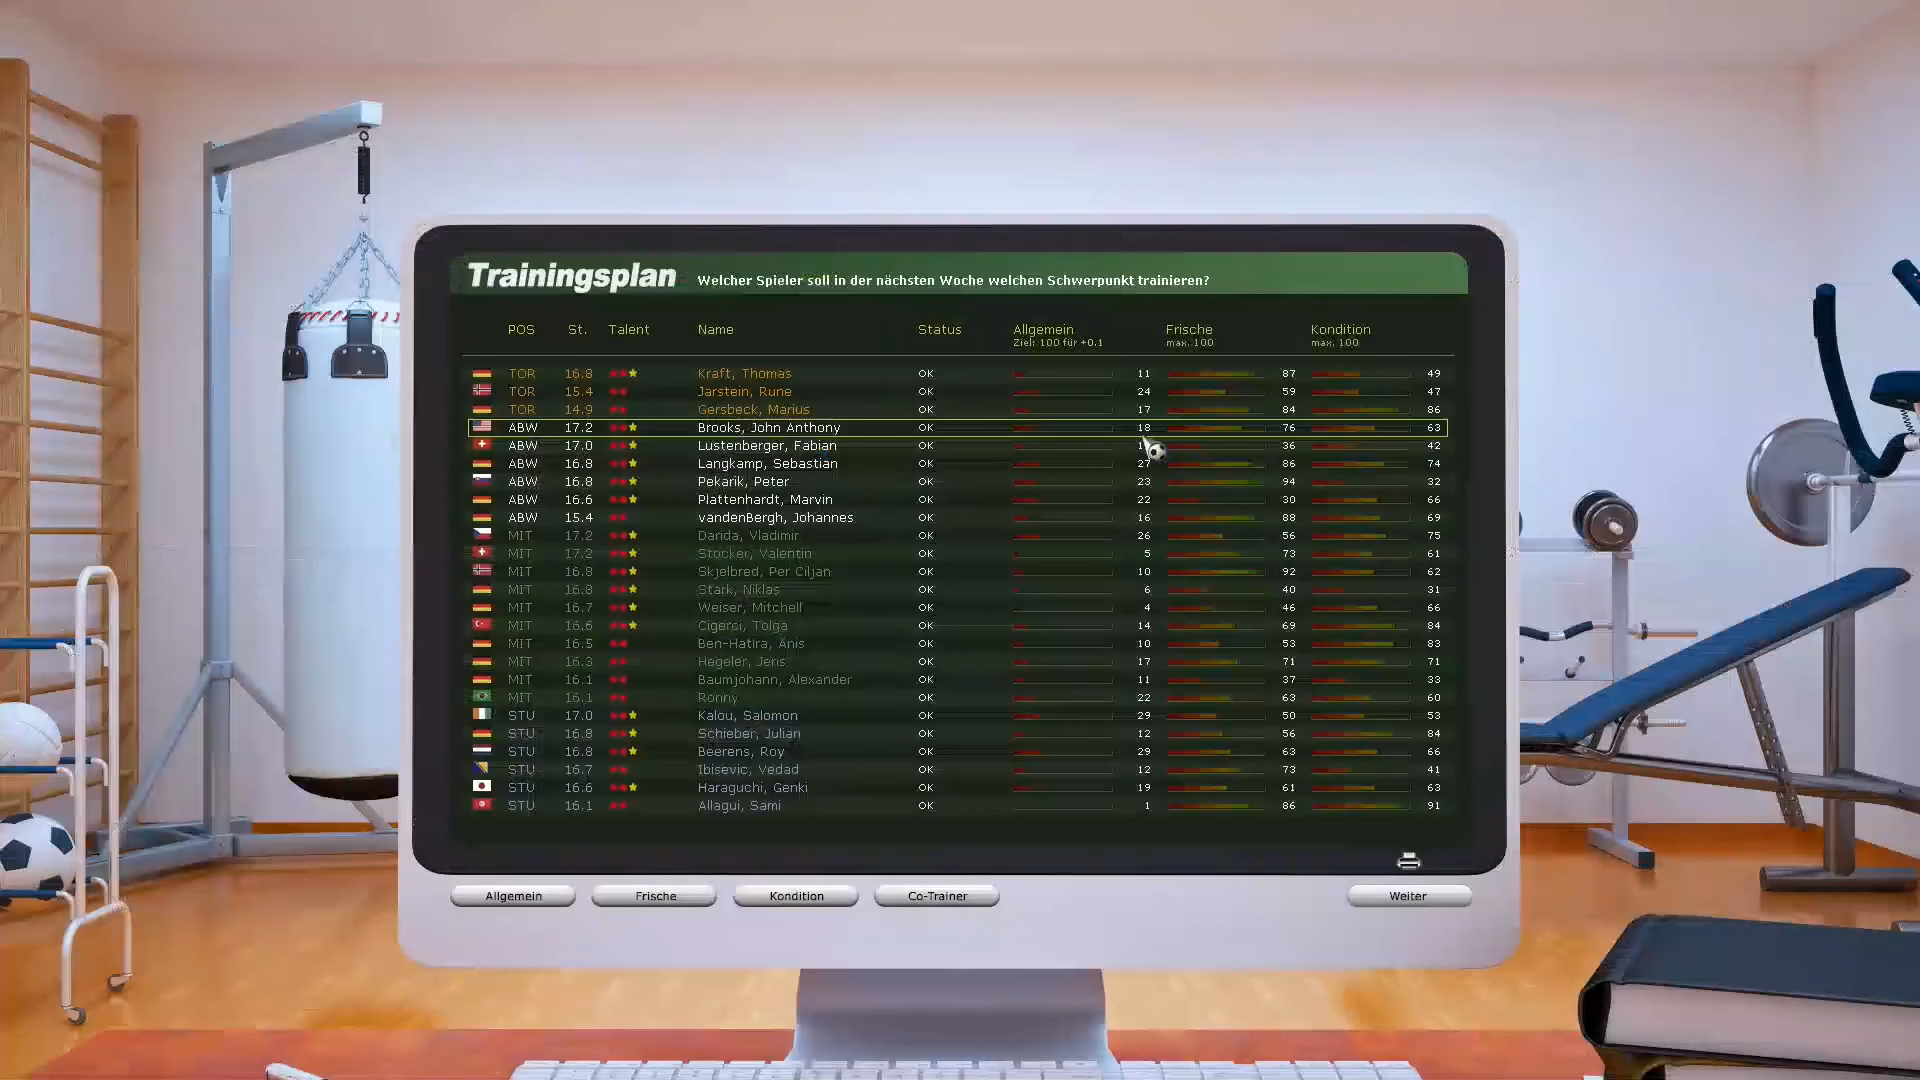 Trainingsplan Welcher Spieler soll in der nächsten Woche welchen Schwerpunkt trainieren?
POS St. Talent Name Status Allgemein Frische Kondition
Ziel: 100 für +0.1 max. 100 max. 100
TOR 16.8 Kraft, Thomas OK 11 87 49
TOR 15.4 Jarstein, Rune OK 24 59 47
TOR 14.9 Gersbeck, Marius OK 17 84 86
ABW 17.2 Brooks, John Anthony OK 18 76 63
ABW 17.0 Lustenberger, Fabian OK 36 42
ABW 16.8 Langkamp, Sebastian OK 27 86 74
ABW 16.8 Pekarik, Peter OK 23 94 32
ABW 16.6 Plattenhardt, Marvin OK 22 30 66
ABW 15.4 vandenBergh, Johannes OK 16 88 69
MIT 17.2 Darida, Vladimir OK 26 56 75
MIT 17.2 Stocker, Valentin OK 5 73 61
MIT 16.8 Skjelbred, Per Ciljan OK 10 92 62
MIT 16.8 Stark, Niklas OK 6 40 31
MIT 16.7 Weiser, Mitchell OK 4 46 66
MIT 16.6 Cigerci, Tolga OK 14 69 84
MIT 16.5 Ben-Hatira, Änis OK 10 53 83
MIT 16.3 Hegeler, Jens OK 17 71 71
MIT 16.1 Baumjohann, Alexander OK 11 37 33
MIT 16.1 Ronny OK 22 63 60
STU 17.0 Kalou, Salomon OK 29 50 53
STU 16.8 Schieber, Julian OK 12 56 84
STU 16.8 Beerens, Roy OK 29 63 66
STU 16.7 Ibisevic, Vedad OK 12 73 41
STU 16.6 Haraguchi, Genki OK 19 61 63
STU 16.1 Allagui, Sami OK 1 86 91
Allgemein Frische Kondition Co-Trainer Weiter